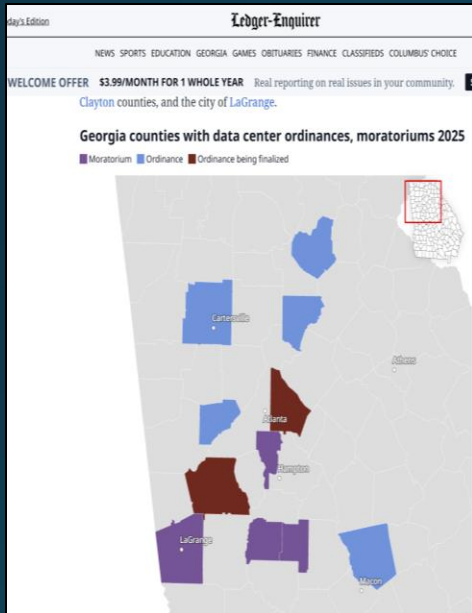 day's Edition
Ledger-Enquirer
NEWS SPORTS EDUCATION GEORGIA GAMES OBITUARIES FINANCE CLASSIFIEDS COLUMBUS' CHOICE
WELCOME OFFER $3.99/MONTH FOR 1 WHOLE YEAR Real reporting on real issues in your community.
Clayton counties, and the city of LaGrange.
Georgia counties with data center ordinances, moratoriums 2025
Moratorium Ordinance Ordinance being finalized
Cartersville
Athens
Atlanta
Hampton
LaGrange
Macon